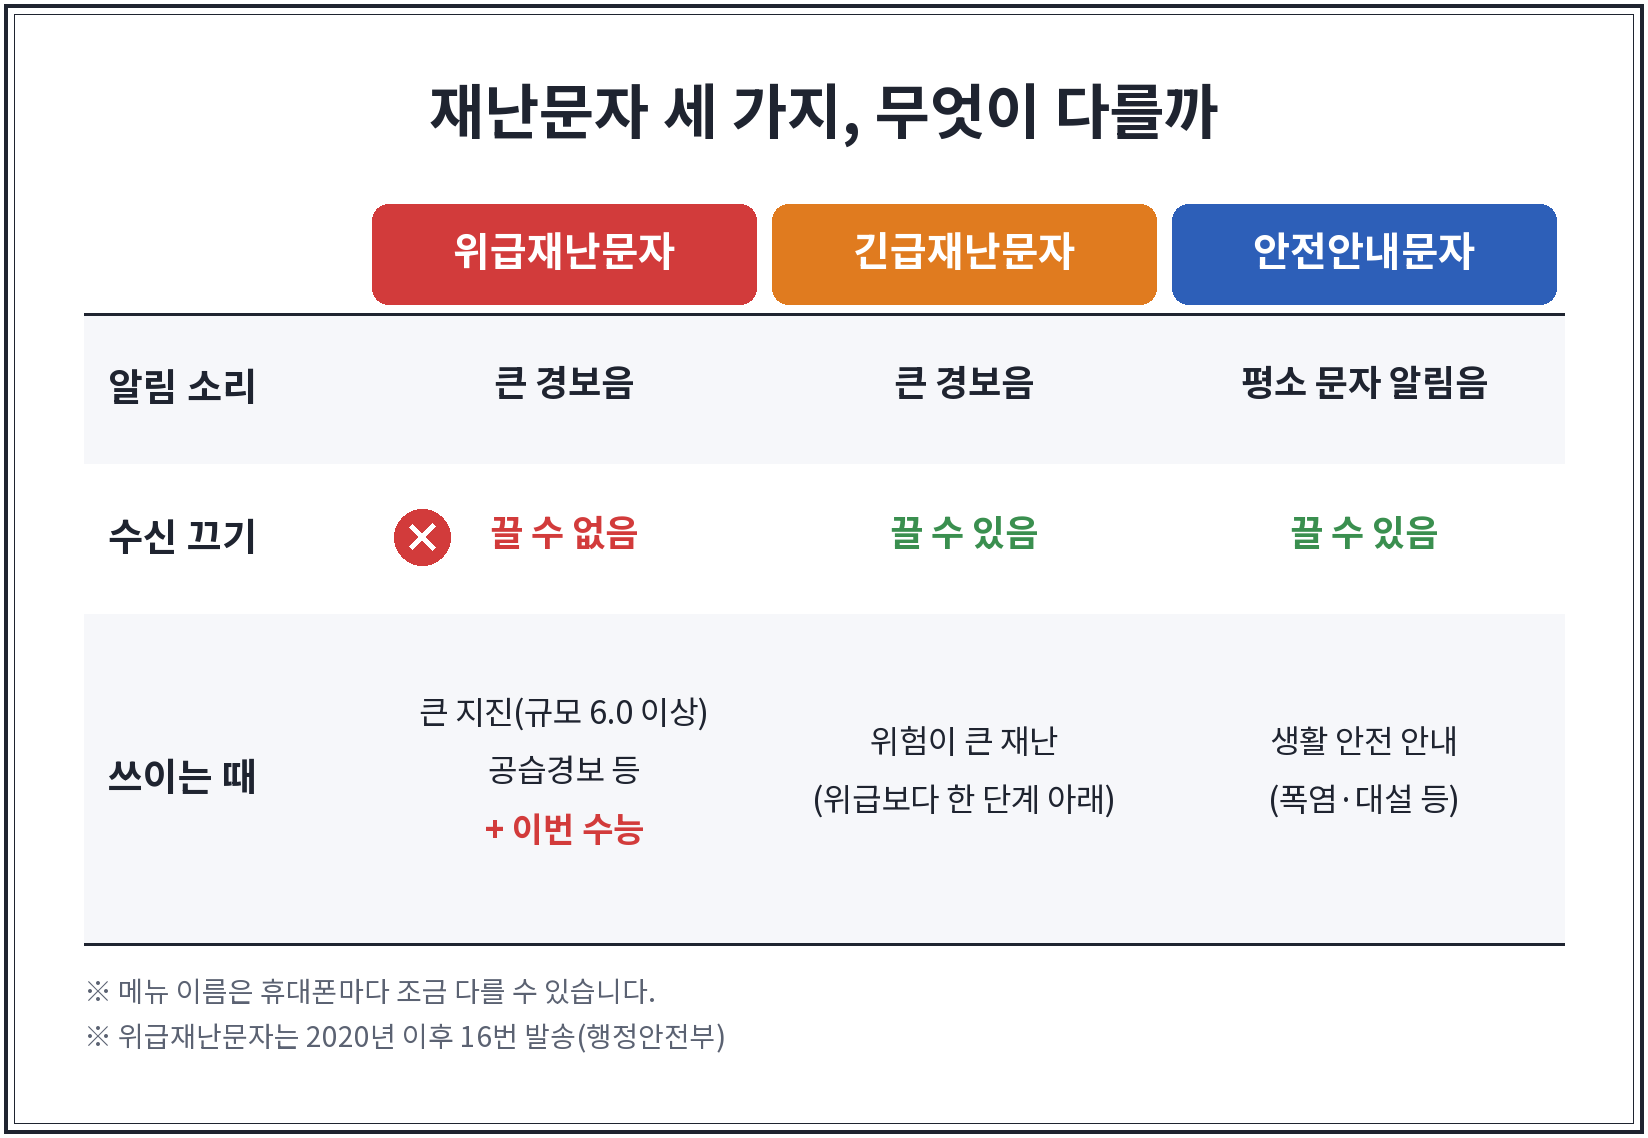 재난문자 세 가지, 무엇이 다를까
위급재난문자 긴급재난문자 안전안내문자
알림 소리 큰 경보음 큰 경보음 평소 문자 알림음
수신 끄기 끌 수 없음 끌 수 있음 끌 수 있음
쓰이는 때
큰 지진(규모 6.0 이상)
공습경보 등
+ 이번 수능
위험이 큰 재난
(위급보다 한 단계 아래)
생활 안전 안내
(폭염·대설 등)
※ 메뉴 이름은 휴대폰마다 조금 다를 수 있습니다.
※ 위급재난문자는 2020년 이후 16번 발송(행정안전부)